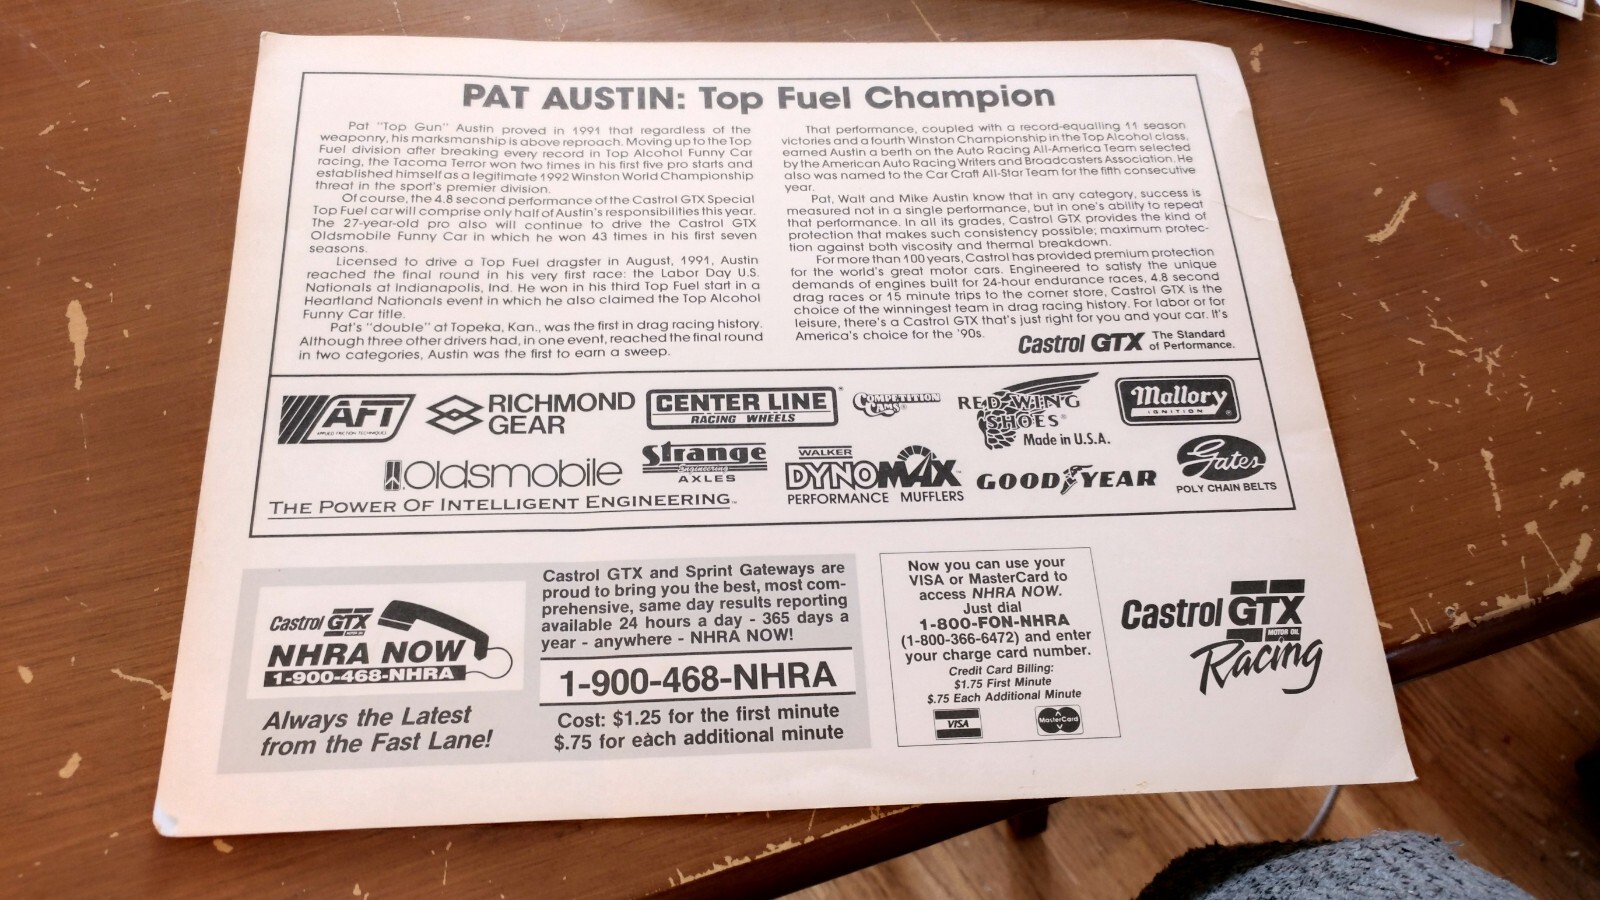 PAT AUSTIN: Top Fuel Champion
Pat "Top Gun" Austin proved in 1991 that regardless of the
weaponry, his marksmanship is above reproach. Moving up to the Top
Fuel division after breaking every record in Top Alcohol Funny Car
racing, the Tacoma Terror won two times in his first five pro starts and
established himself as a legitimate 1992 Winston World Championship
threat in the sport's premier division.
Of course, the 4.8 second performance of the Castrol GTX Special
Top Fuel car will comprise only half of Austin's responsibilities this year.
The 27-year-old pro also will continue to drive the Castrol GTX
Oldsmobile Funny Car in which he won 43 times in his first seven
seasons.
Licensed to drive a Top Fuel dragster in August, 1991, Austin
reached the final round in his very first race: the Labor Day U.S.
Nationals at Indianapolis, Ind. He won in his third Top Fuel start in a
Heartland Nationals event in which he also claimed the Top Alcohol
Funny Car title.
Pat's "double" at Topeka, Kan., was the first in drag racing history.
Although three other drivers had, in one event, reached the final round
in two categories, Austin was the first to earn a sweep.
That performance, coupled with a record-equalling 11 season
victories and a fourth Winston Championship in the Top Alcohol class,
earned Austin a berth on the Auto Racing All-America Team selected
by the American Auto Racing Writers and Broadcasters Association. He
also was named to the Car Craft All-Star Team for the fifth consecutive
year.
Pat, Walt and Mike Austin know that in any category, success is
measured not in a single performance, but in one's ability to repeat
that performance. In all its grades, Castrol GTX provides the kind of
protection that makes such consistency possible; maximum protec-
tion against both viscosity and thermal breakdown.
For more than 100 years, Castrol has provided premium protection
for the world's great motor cars. Engineered to satisfy the unique
demands of engines built for 24-hour endurance races, 4.8 second
drag races or 15 minute trips to the corner store, Castrol GTX is the
choice of the winningest team in drag racing history. For labor or for
leisure, there's a Castrol GTX that's just right for you and your car. It's
America's choice for the '90s.
Castrol GTX The Standard
of Performance.
AFT
APPLIED FRICTION TECHNIQUES
RICHMOND
GEAR
CENTER LINE®
RACING WHEELS
COMPETITION
CAMS®
RED WING
SHOES®
Made in U.S.A.
Mallory
IGNITION
Oldsmobile
THE POWER OF INTELLIGENT ENGINEERING™
Strange
Engineering
AXLES
WALKER
DYNOMAX™
PERFORMANCE MUFFLERS
GOODYEAR
Gates
POLY CHAIN BELTS
Castrol GTX
MOTOR OIL
NHRA NOW
1-900-468-NHRA
Always the Latest
from the Fast Lane!
Castrol GTX and Sprint Gateways are
proud to bring you the best, most com-
prehensive, same day results reporting
available 24 hours a day - 365 days a
year - anywhere - NHRA NOW!
1-900-468-NHRA
Cost: $1.25 for the first minute
$.75 for each additional minute
Now you can use your
VISA or MasterCard to
access NHRA NOW.
Just dial
1-800-FON-NHRA
(1-800-366-6472) and enter
your charge card number.
Credit Card Billing:
$1.75 First Minute
$.75 Each Additional Minute
VISA
MasterCard
Castrol GTX
MOTOR OIL
Racing